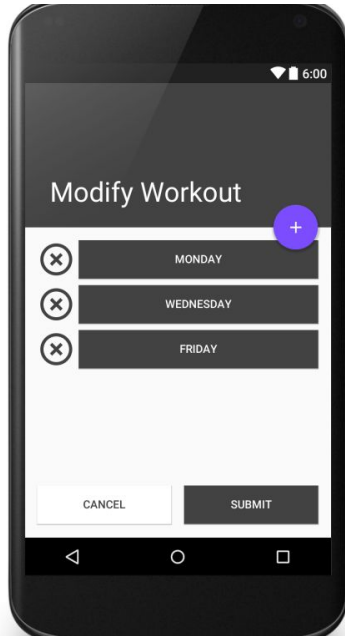 6:00
Modify Workout
+
MONDAY
WEDNESDAY
FRIDAY
CANCEL
SUBMIT